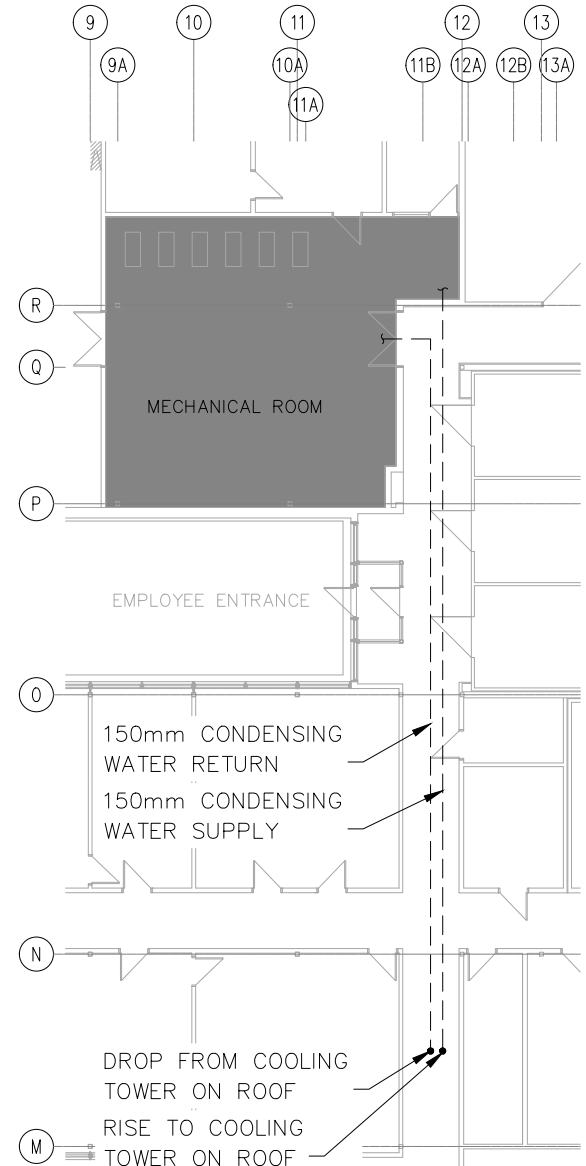 9
10
11
12
13
9A
10A
11B
12A
12B
13A
11A
R
Q
MECHANICAL ROOM
P
EMPLOYEE ENTRANCE
O
150mm CONDENSING
WATER RETURN
150mm CONDENSING
WATER SUPPLY
N
DROP FROM COOLING
TOWER ON ROOF
RISE TO COOLING
TOWER ON ROOF
M